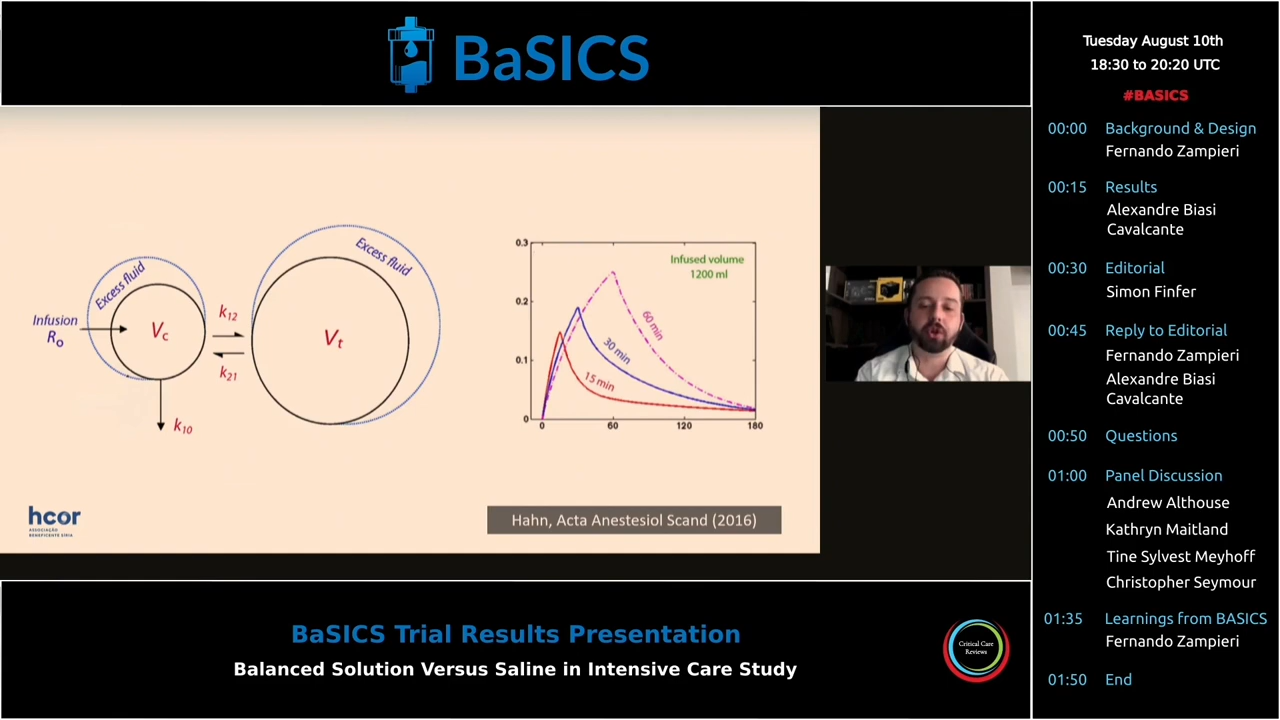 BaSICS
Excess fluid
Excess fluid
Infusion
Ro
Vc
k12
k21
k10
Vt
0.3
0.2
0.1
0
0
60
120
180
Infused volume
1200 ml
60 min
30 min
15 min
hcor
ASSOCIAÇÃO
BENEFICENTE SÍRIA
Hahn, Acta Anestesiol Scand (2016)
BaSICS Trial Results Presentation
Balanced Solution Versus Saline in Intensive Care Study
Critical Care
Reviews
Tuesday August 10th
18:30 to 20:20 UTC
#BASICS
00:00 Background & Design
Fernando Zampieri
00:15 Results
Alexandre Biasi
Cavalcante
00:30 Editorial
Simon Finfer
00:45 Reply to Editorial
Fernando Zampieri
Alexandre Biasi
Cavalcante
00:50 Questions
01:00 Panel Discussion
Andrew Althouse
Kathryn Maitland
Tine Sylvest Meyhoff
Christopher Seymour
01:35 Learnings from BASICS
Fernando Zampieri
01:50 End